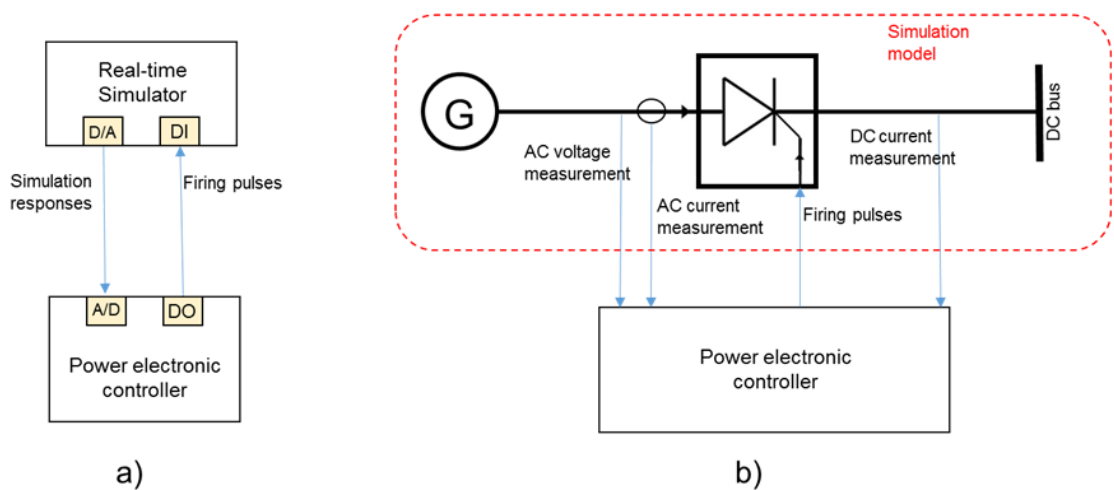 Real-time
Simulator
D/A
DI
Simulation
responses
Firing pulses
A/D
DO
Power electronic
controller
a)
Simulation
model
G
AC voltage
measurement
AC current
measurement
Firing pulses
DC current
measurement
DC bus
Power electronic
controller
b)